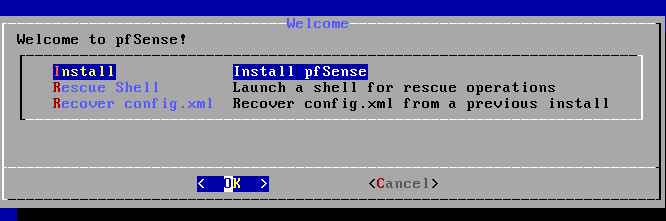 Welcome
Welcome to pfSense!
Install Install pfSense
Rescue Shell Launch a shell for rescue operations
Recover config.xml Recover config.xml from a previous install
< OK > <Cancel>